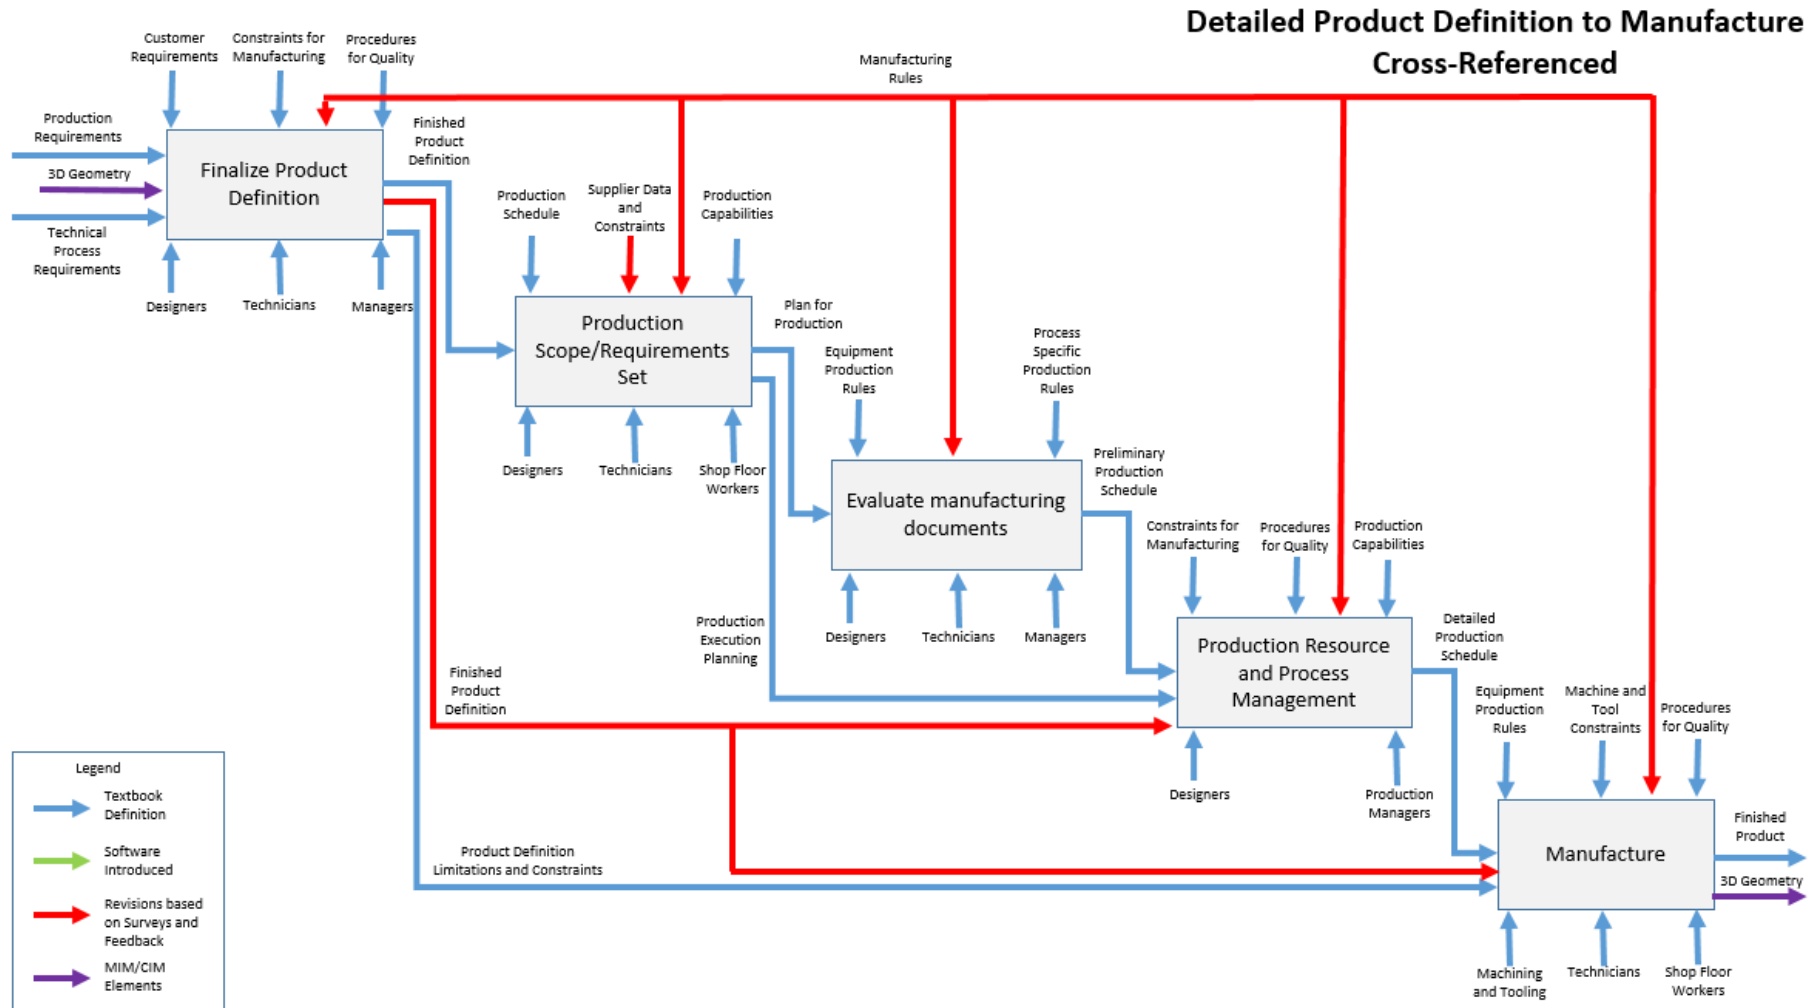 Detailed Product Definition to Manufacture
Cross-Referenced
Customer
Requirements
Constraints for
Manufacturing
Procedures
for Quality
Manufacturing
Rules
Production
Requirements
3D Geometry
Technical
Process
Requirements
Finalize Product
Definition
Finished
Product
Definition
Designers
Technicians
Managers
Production
Schedule
Supplier Data
and
Constraints
Production
Capabilities
Production
Scope/Requirements
Set
Plan for
Production
Designers
Technicians
Shop Floor
Workers
Equipment
Production
Rules
Process
Specific
Production
Rules
Evaluate manufacturing
documents
Preliminary
Production
Schedule
Designers
Technicians
Managers
Constraints for
Manufacturing
Procedures
for Quality
Production
Capabilities
Production
Execution
Planning
Finished
Product
Definition
Production Resource
and Process
Management
Detailed
Production
Schedule
Designers
Production
Managers
Equipment
Production
Rules
Machine and
Tool
Constraints
Procedures
for Quality
Product Definition
Limitations and Constraints
Manufacture
Finished
Product
3D Geometry
Machining
and Tooling
Technicians
Shop Floor
Workers
Legend
Textbook
Definition
Software
Introduced
Revisions based
on Surveys and
Feedback
MIM/CIM
Elements